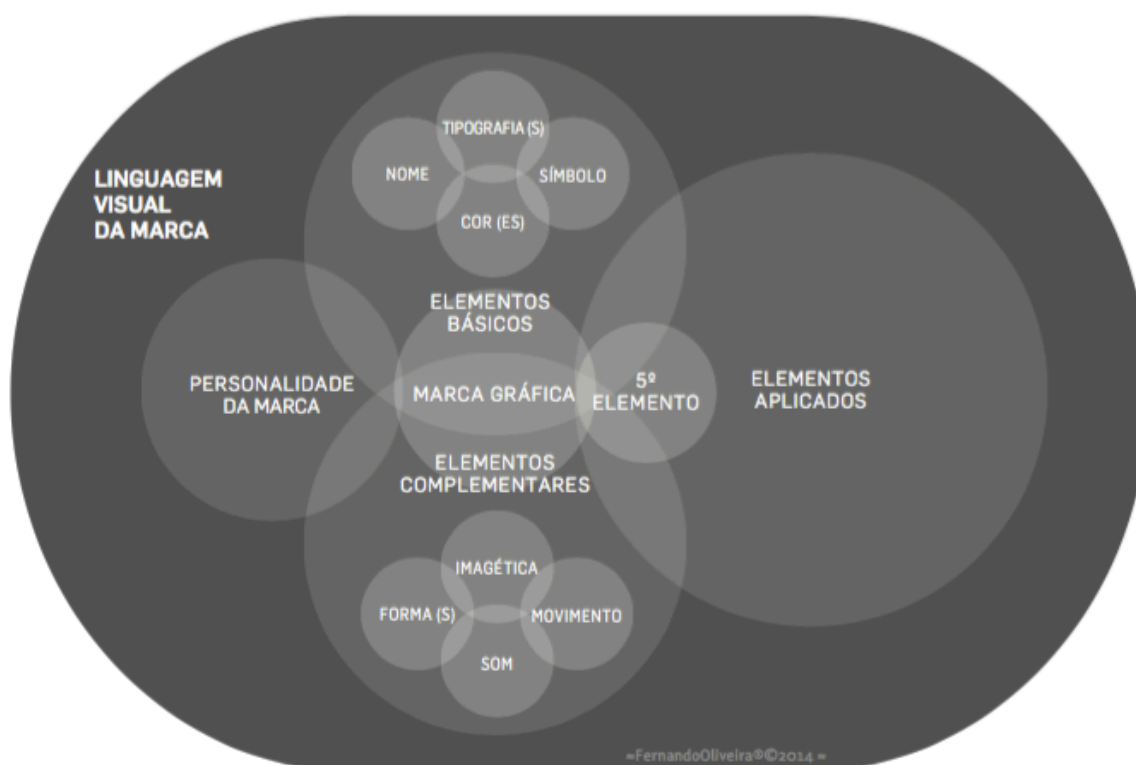 LINGUAGEM
VISUAL
DA MARCA
TIPOGRAFIA (S)
NOME
SÍMBOLO
COR (ES)
ELEMENTOS
BÁSICOS
PERSONALIDADE
DA MARCA
MARCA GRÁFICA
5º
ELEMENTO
ELEMENTOS
APLICADOS
ELEMENTOS
COMPLEMENTARES
IMAGÉTICA
FORMA (S)
MOVIMENTO
SOM
=FernandoOliveira®©2014 =